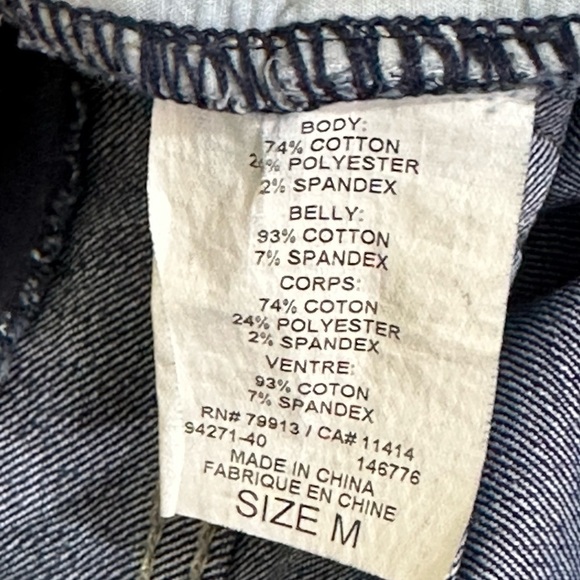 BODY:
74% COTTON
24% POLYESTER
2% SPANDEX
BELLY:
93% COTTON
7% SPANDEX
CORPS:
74% COTON
24% POLYESTER
2% SPANDEX
VENTRE:
93% COTON
7% SPANDEX
RN# 79913 / CA# 11414
94271-40 146776
MADE IN CHINA
FABRIQUE EN CHINE
SIZE M